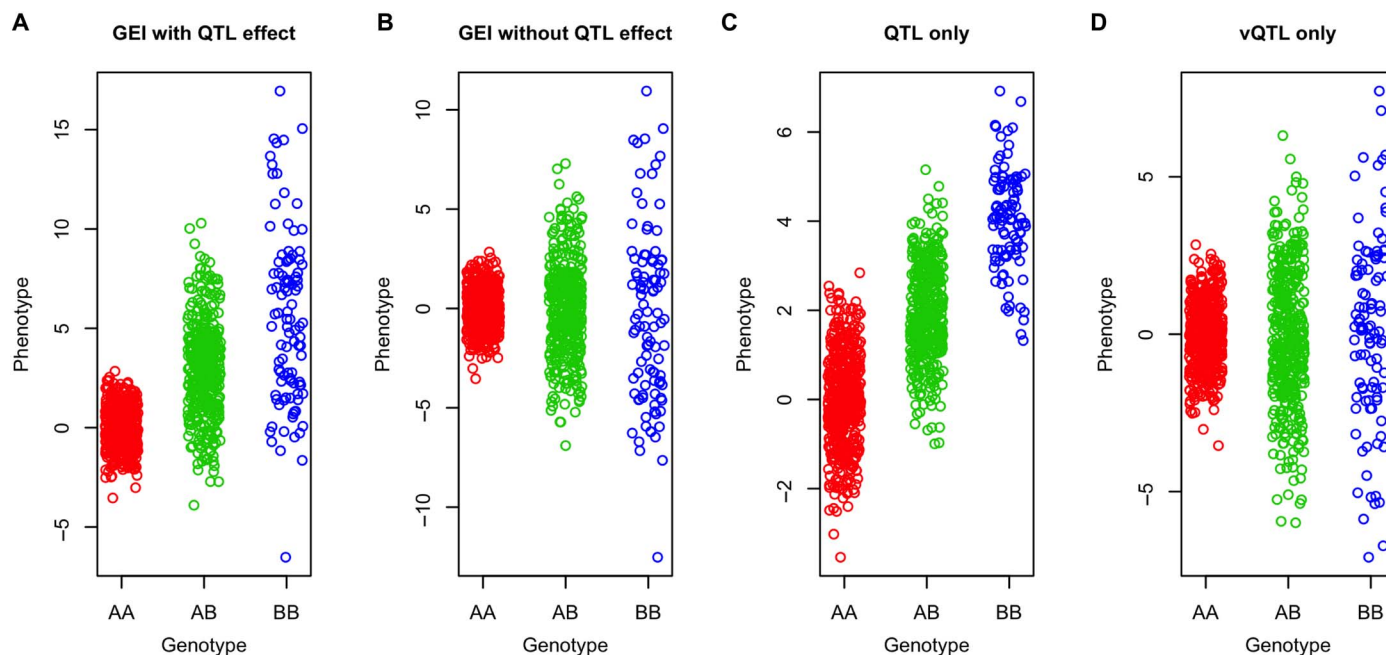 A GEI with QTL effect
Phenotype
15
10
5
0
−5
AA AB BB
Genotype
B GEI without QTL effect
Phenotype
10
5
0
−5
−10
AA AB BB
Genotype
C QTL only
Phenotype
6
4
2
0
−2
AA AB BB
Genotype
D vQTL only
Phenotype
5
0
−5
AA AB BB
Genotype